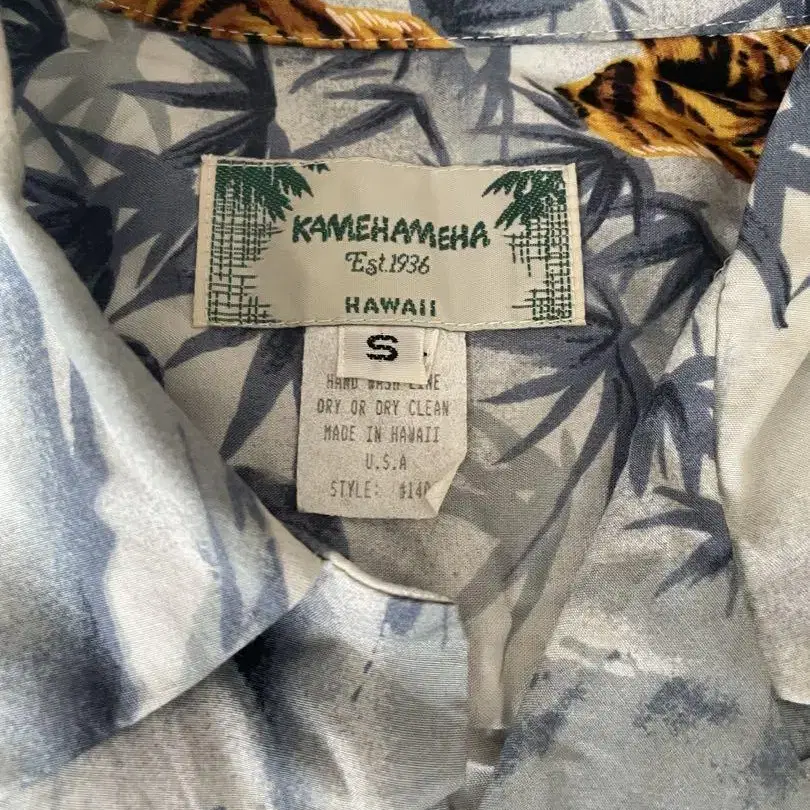 KAMEHAMEHA
Est.1936
HAWAII
S
HAND WASH LINE
DRY OR DRY CLEAN
MADE IN HAWAII
U.S.A
STYLE: